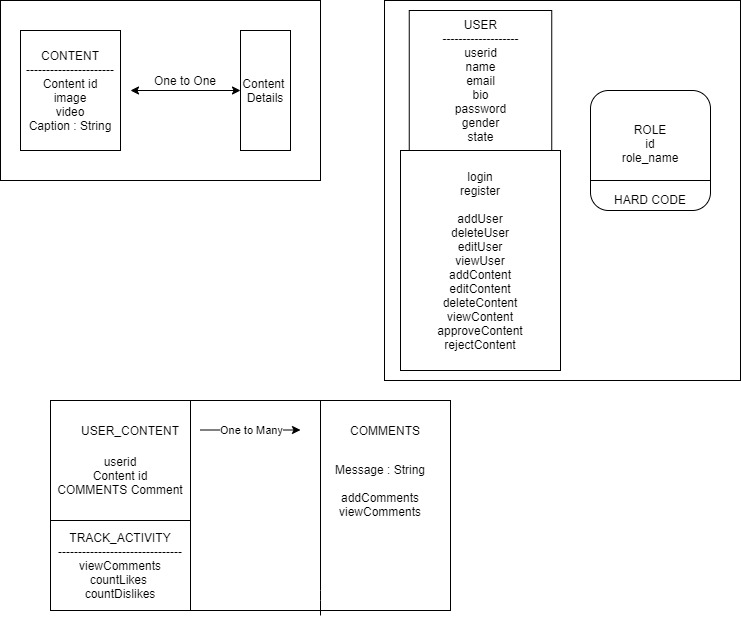 CONTENT
----------------------
Content id
image
video
Caption : String
One to One
Content
Details
USER
-------------------
userid
name
email
bio
password
gender
state
login
register
addUser
deleteUser
editUser
viewUser
addContent
editContent
deleteContent
viewContent
approveContent
rejectContent
ROLE
id
role_name
HARD CODE
USER_CONTENT
userid
Content id
COMMENTS Comment
TRACK_ACTIVITY
-------------------------------
viewComments
countLikes
countDislikes
One to Many
COMMENTS
Message : String
addComments
viewComments